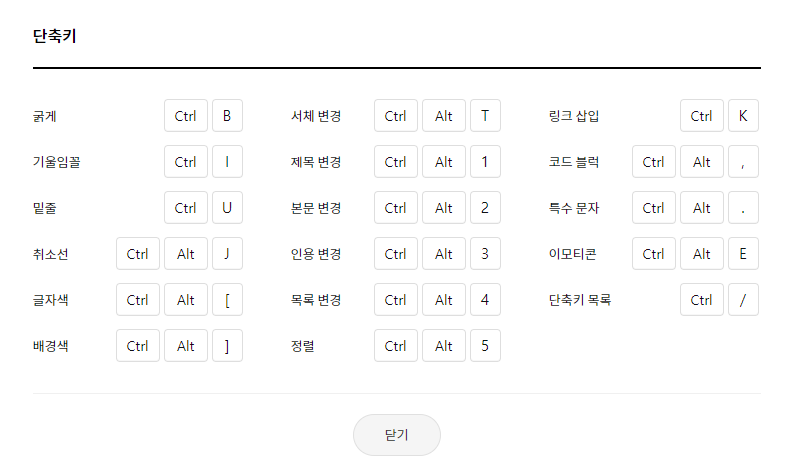 단축키
굵게 Ctrl B 서체 변경 Ctrl Alt T 링크 삽입 Ctrl K
기울임꼴 Ctrl I 제목 변경 Ctrl Alt 1 코드 블럭 Ctrl Alt ,
밑줄 Ctrl U 본문 변경 Ctrl Alt 2 특수 문자 Ctrl Alt .
취소선 Ctrl Alt J 인용 변경 Ctrl Alt 3 이모티콘 Ctrl Alt E
글자색 Ctrl Alt [ 목록 변경 Ctrl Alt 4 단축키 목록 Ctrl /
배경색 Ctrl Alt ] 정렬 Ctrl Alt 5
닫기